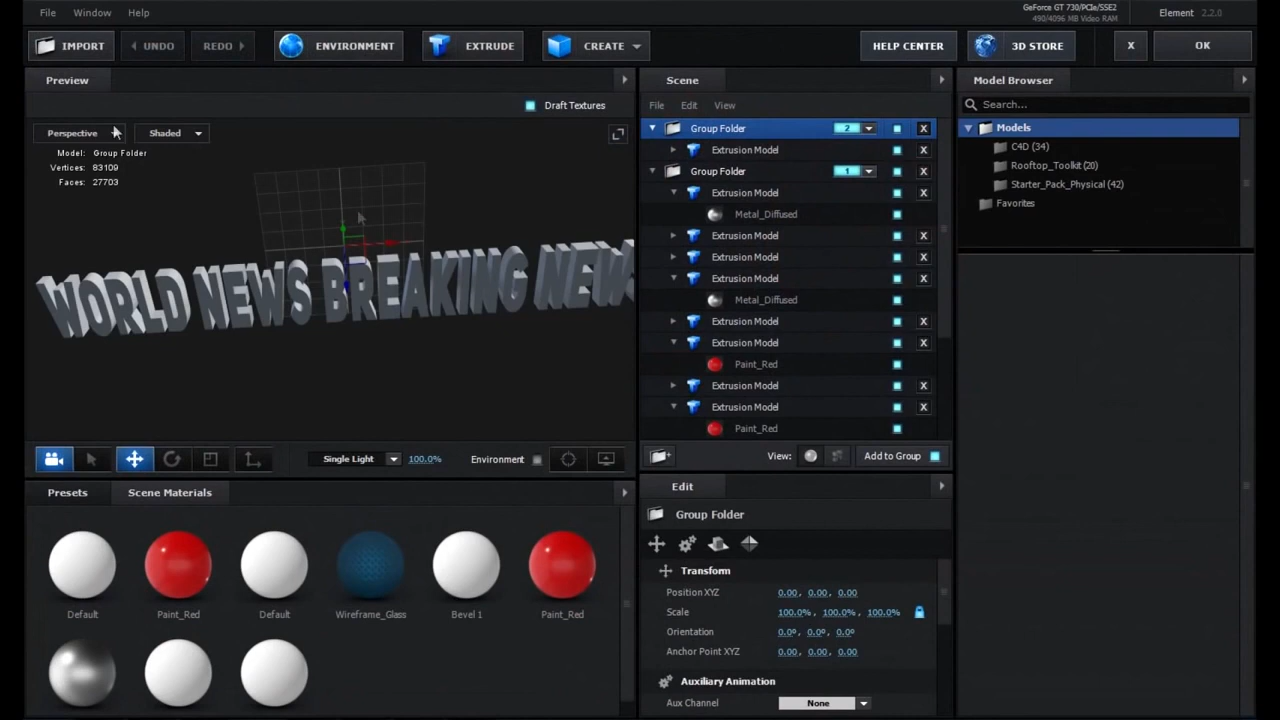 File Window Help
GeForce GT 730/PCIe/SSE2
490/4096 MB Video RAM
Element 2.2.0
IMPORT UNDO REDO ENVIRONMENT EXTRUDE CREATE HELP CENTER 3D STORE X OK
Preview
Draft Textures
Perspective Shaded
Model: Group Folder
Vertices: 83109
Faces: 27703
WORLD NEWS BREAKING NEWS
Single Light 100.0% Environment
Presets Scene Materials
Default Paint_Red Default Wireframe_Glass Bevel 1 Paint_Red
Scene
File Edit View
Group Folder 2 X
Extrusion Model X
Group Folder 1 X
Extrusion Model X
Metal_Diffused
Extrusion Model X
Extrusion Model X
Extrusion Model X
Metal_Diffused
Extrusion Model X
Extrusion Model X
Paint_Red
Extrusion Model X
Extrusion Model X
Paint_Red
View: Add to Group
Edit
Group Folder
Transform
Position XYZ 0.00, 0.00, 0.00
Scale 100.0%, 100.0%, 100.0%
Orientation 0.0°, 0.0°, 0.0°
Anchor Point XYZ 0.00, 0.00, 0.00
Auxiliary Animation
Aux Channel None
Model Browser
Search...
Models
C4D (34)
Rooftop_Toolkit (20)
Starter_Pack_Physical (42)
Favorites